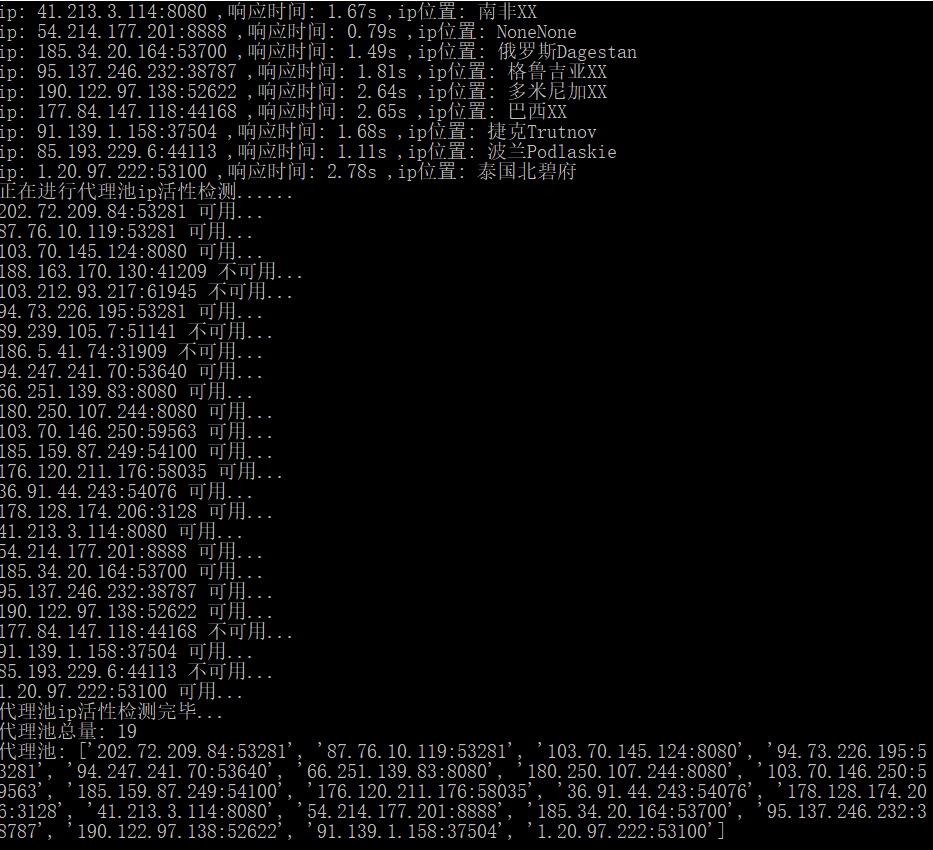 ip: 41.213.3.114:8080 ,响应时间: 1.67s ,ip位置: 南非XX
ip: 54.214.177.201:8888 ,响应时间: 0.79s ,ip位置: NoneNone
ip: 185.34.20.164:53700 ,响应时间: 1.49s ,ip位置: 俄罗斯Dagestan
ip: 95.137.246.232:38787 ,响应时间: 1.81s ,ip位置: 格鲁吉亚XX
ip: 190.122.97.138:52622 ,响应时间: 2.64s ,ip位置: 多米尼加XX
ip: 177.84.147.118:44168 ,响应时间: 2.65s ,ip位置: 巴西XX
ip: 91.139.1.158:37504 ,响应时间: 1.68s ,ip位置: 捷克Trutnov
ip: 85.193.229.6:44113 ,响应时间: 1.11s ,ip位置: 波兰Podlaskie
ip: 1.20.97.222:53100 ,响应时间: 2.78s ,ip位置: 泰国北碧府
正在进行代理池ip活性检测......
202.72.209.84:53281 可用...
87.76.10.119:53281 可用...
103.70.145.124:8080 可用...
188.163.170.130:41209 不可用...
103.212.93.217:61945 不可用...
94.73.226.195:53281 可用...
89.239.105.7:51141 不可用...
186.5.41.74:31909 不可用...
94.247.241.70:53640 可用...
66.251.139.83:8080 可用...
180.250.107.244:8080 可用...
103.70.146.250:59563 可用...
185.159.87.249:54100 可用...
176.120.211.176:58035 可用...
36.91.44.243:54076 可用...
178.128.174.206:3128 可用...
41.213.3.114:8080 可用...
54.214.177.201:8888 可用...
185.34.20.164:53700 可用...
95.137.246.232:38787 可用...
190.122.97.138:52622 可用...
177.84.147.118:44168 不可用...
91.139.1.158:37504 可用...
85.193.229.6:44113 不可用...
1.20.97.222:53100 可用...
代理池ip活性检测完毕...
代理池总量: 19
代理池: ['202.72.209.84:53281', '87.76.10.119:53281', '103.70.145.124:8080', '94.73.226.195:5
3281', '94.247.241.70:53640', '66.251.139.83:8080', '180.250.107.244:8080', '103.70.146.250:5
9563', '185.159.87.249:54100', '176.120.211.176:58035', '36.91.44.243:54076', '178.128.174.20
6:3128', '41.213.3.114:8080', '54.214.177.201:8888', '185.34.20.164:53700', '95.137.246.232:3
8787', '190.122.97.138:52622', '91.139.1.158:37504', '1.20.97.222:53100']